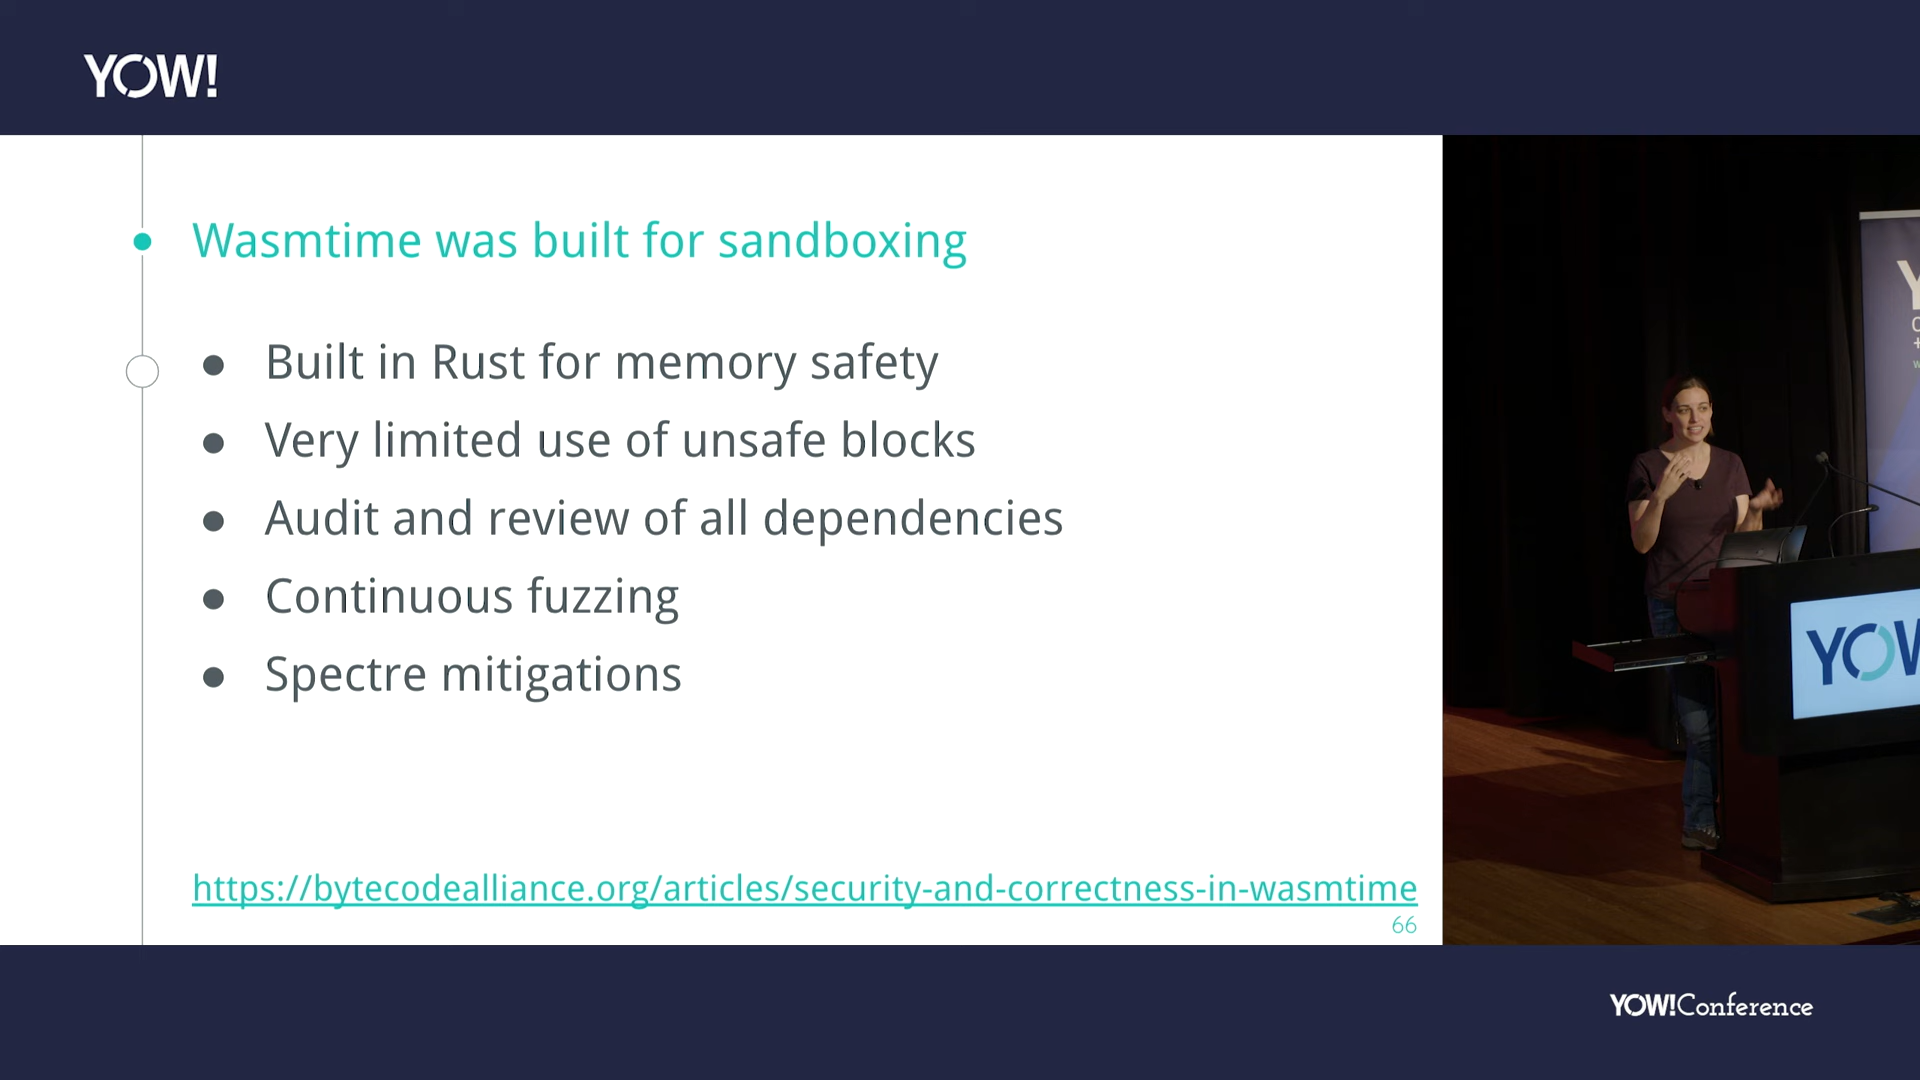 YOW!
Wasmtime was built for sandboxing
● Built in Rust for memory safety
● Very limited use of unsafe blocks
● Audit and review of all dependencies
● Continuous fuzzing
● Spectre mitigations
https://bytecodealliance.org/articles/security-and-correctness-in-wasmtime
66
YOW
YOW!Conference